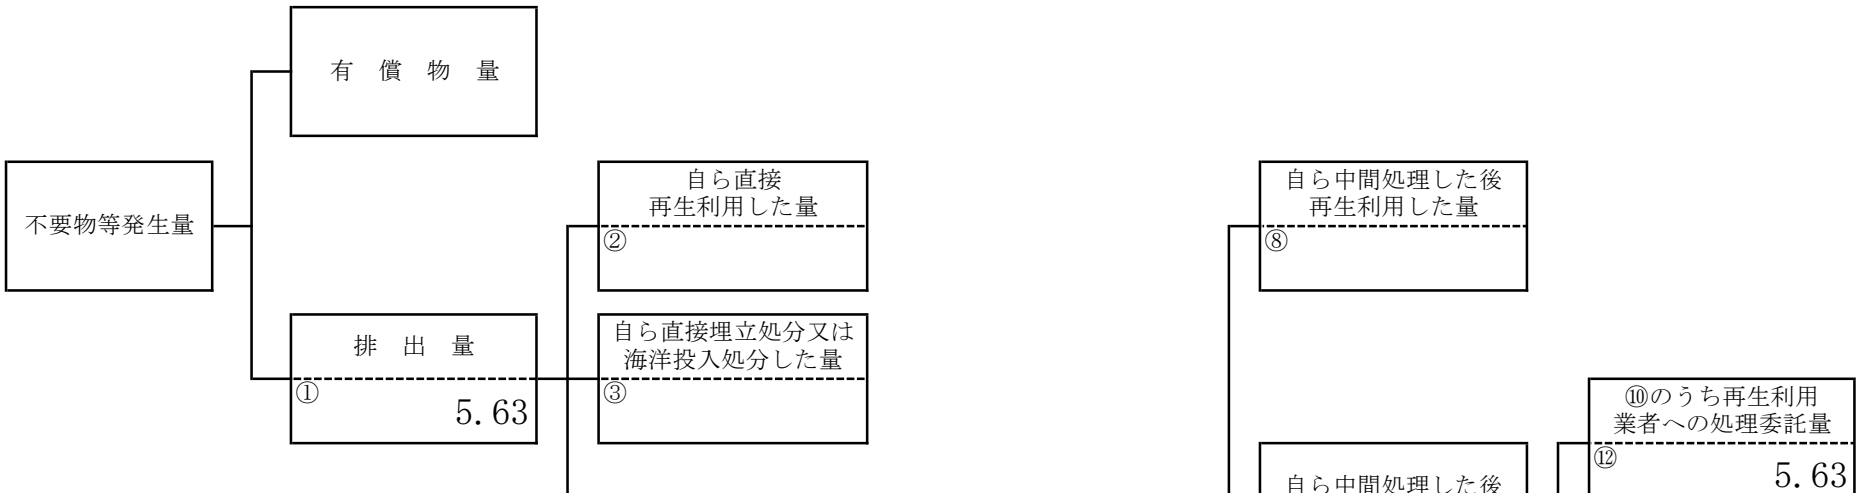 有　償　物　量
不要物等発生量
自ら直接
再生利用した量
②
自ら中間処理した後
再生利用した量
⑧
排　出　量
①
5.63
自ら直接埋立処分又は
海洋投入処分した量
③
⑩のうち再生利用
業者への処理委託量
⑫
5.63
自ら中間処理した後